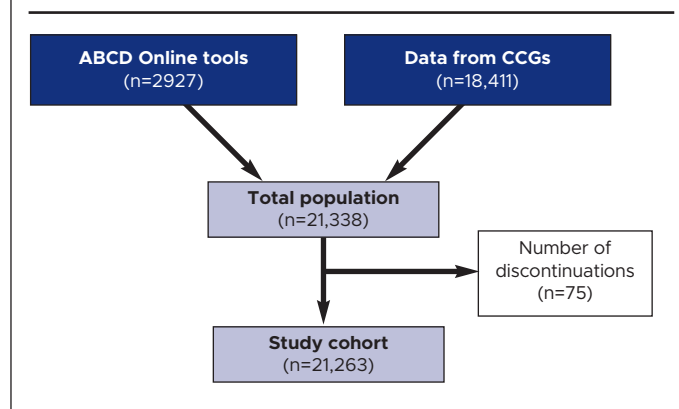 ABCD Online tools
(n=2927)
Data from CCGs
(n=18,411)
Total population
(n=21,338)
Number of
discontinuations
(n=75)
Study cohort
(n=21,263)